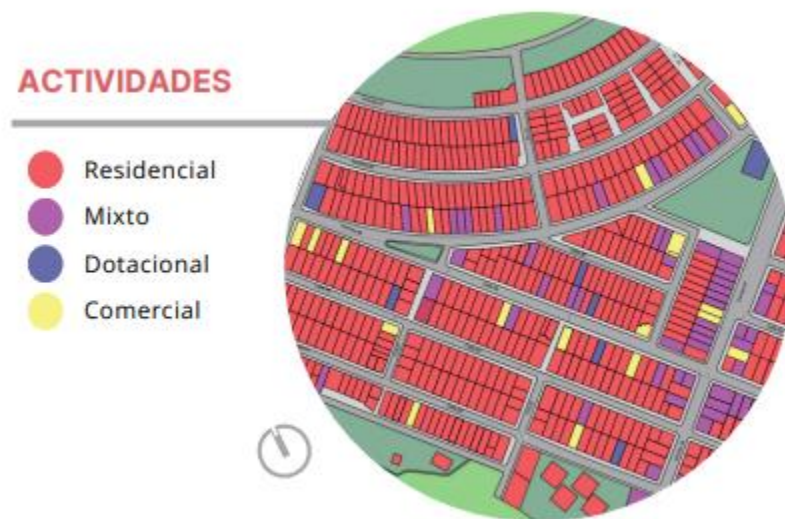 ACTIVIDADES
Residencial
Mixto
Dotacional
Comercial